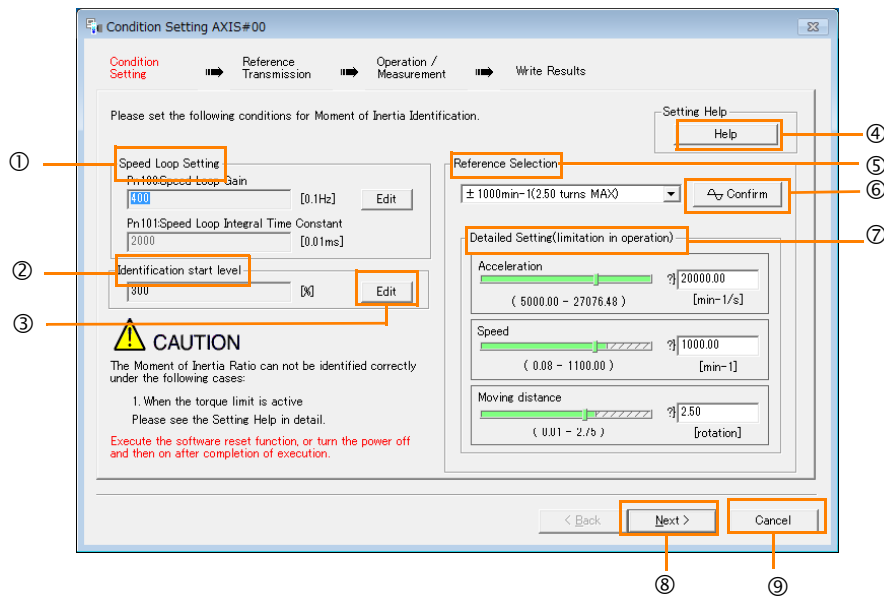 Condition Setting AXIS#00
Condition Setting
Reference Transmission
Operation / Measurement
Write Results
Please set the following conditions for Moment of Inertia Identification.
Setting Help
Help
④
①
Speed Loop Setting
Pn100:Speed Loop Gain
400 [0.1Hz] Edit
Pn101:Speed Loop Integral Time Constant
2000 [0.01ms]
②
Identification start level
300 [%] Edit
③
CAUTION
The Moment of Inertia Ratio can not be identified correctly
under the following cases:
1. When the torque limit is active
Please see the Setting Help in detail.
Execute the software reset function, or turn the power off
and then on after completion of execution.
Reference Selection
⑤
±1000min-1(2.50 turns MAX)
Confirm
⑥
Detailed Setting(limitation in operation)
⑦
Acceleration
?} 20000.00
( 5000.00 - 27076.48 ) [min-1/s]
Speed
?} 1000.00
( 0.08 - 1100.00 ) [min-1]
Moving distance
?} 2.50
( 0.01 - 2.75 ) [rotation]
< Back
Next >
Cancel
⑧
⑨